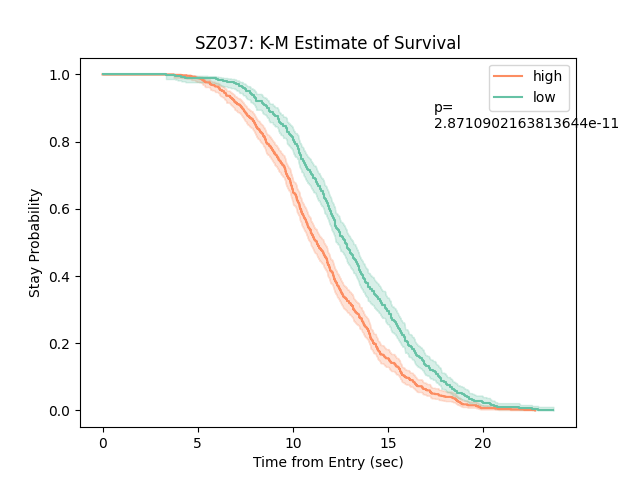 SZ037: K-M Estimate of Survival
high
low
p=
2.8710902163813644e-11
Stay Probability
1.0
0.8
0.6
0.4
0.2
0.0
0
5
10
15
20
Time from Entry (sec)